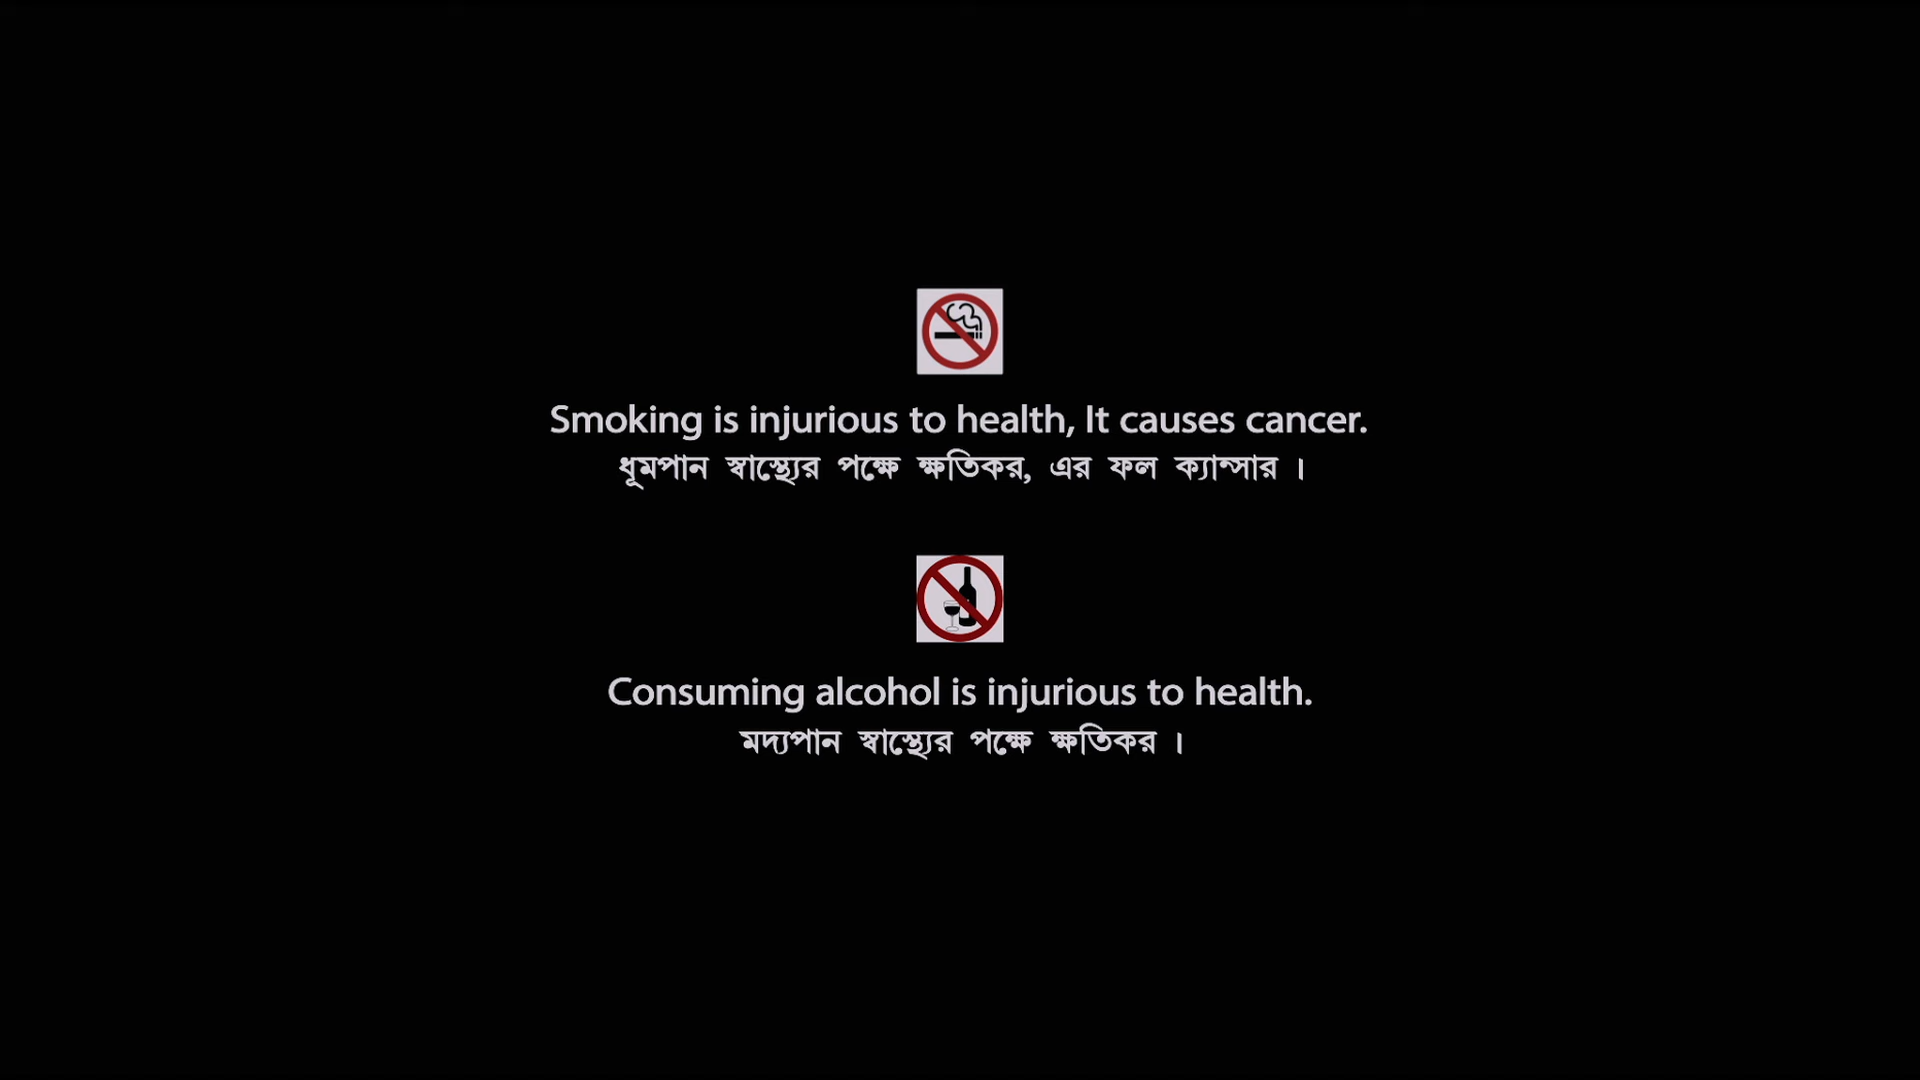 Smoking is injurious to health, It causes cancer.
ধূমপান স্বাস্থ্যের পক্ষে ক্ষতিকর, এর ফল ক্যান্সার ।
Consuming alcohol is injurious to health.
মদ্যপান স্বাস্থ্যের পক্ষে ক্ষতিকর ।